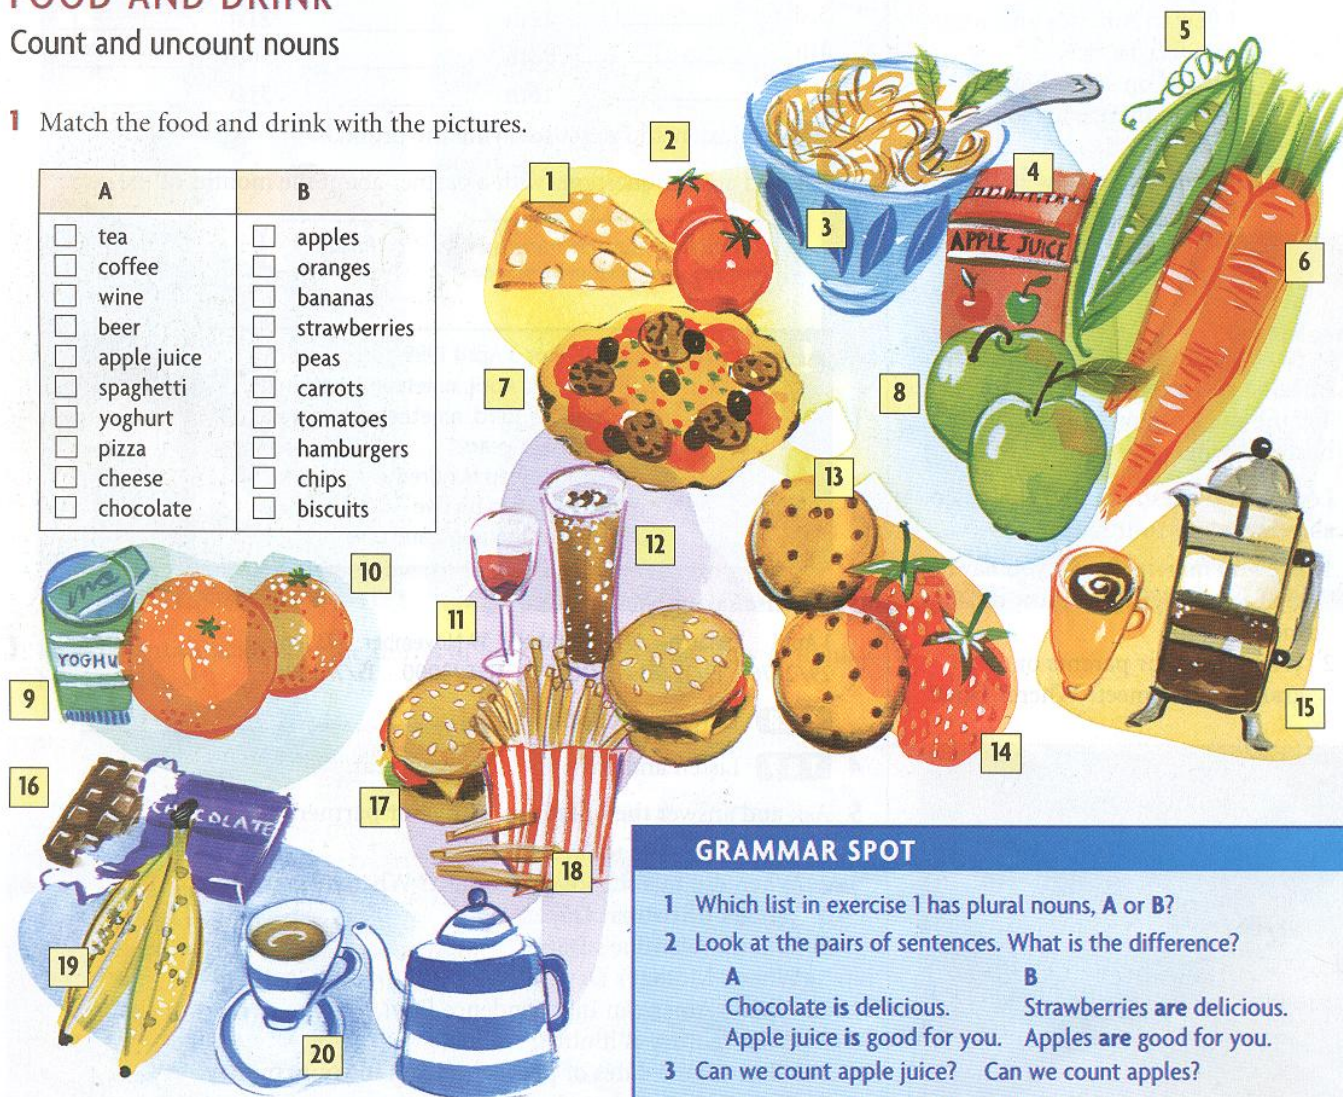 FOOD AND DRINK
Count and uncount nouns
1 Match the food and drink with the pictures.
A B
tea apples
coffee oranges
wine bananas
beer strawberries
apple juice peas
spaghetti carrots
yoghurt tomatoes
pizza hamburgers
cheese chips
chocolate biscuits
1
2
3
4
5
6
7
8
9
10
11
12
13
14
15
16
17
18
19
20
APPLE JUICE
YOGHU
CHOCOLATE
GRAMMAR SPOT
1 Which list in exercise 1 has plural nouns, A or B?
2 Look at the pairs of sentences. What is the difference?
A B
Chocolate is delicious. Strawberries are delicious.
Apple juice is good for you. Apples are good for you.
3 Can we count apple juice? Can we count apples?